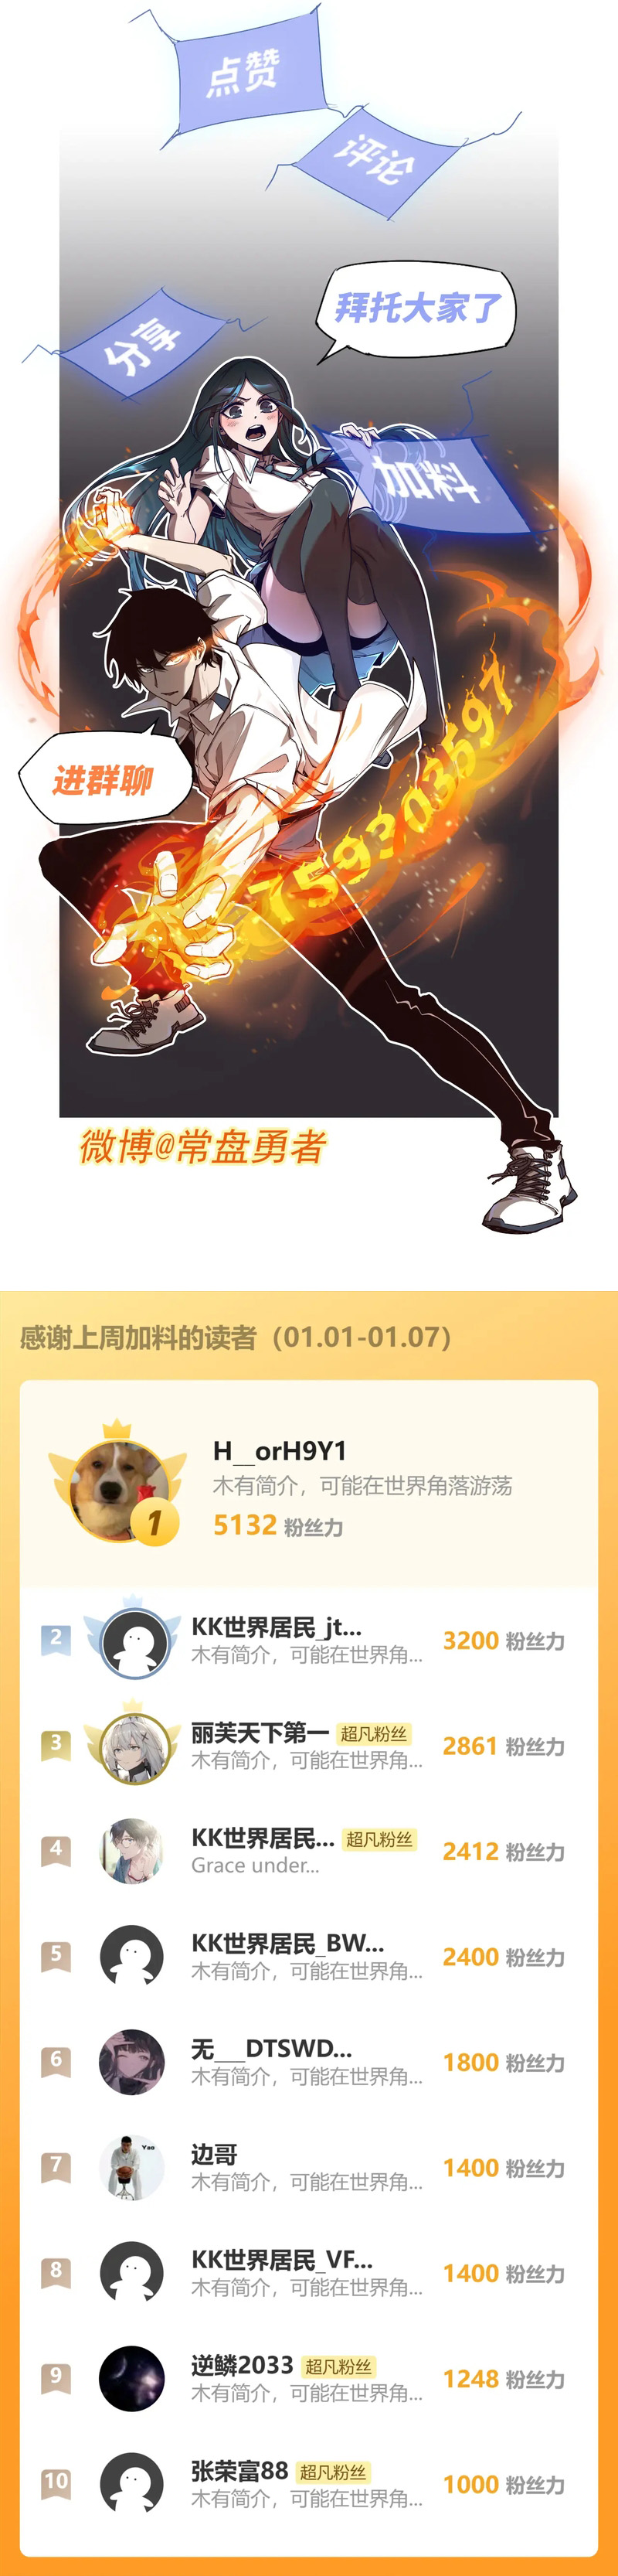 点赞
评论
拜托大家了
分享
加料
进群聊
759303597
微博@常盘勇者
感谢上周加料的读者（01.01-01.07）
H__orH9Y1
木有简介，可能在世界角落游荡
1
5132 粉丝力
2
KK世界居民_jt...
木有简介，可能在世界角...
3200 粉丝力
3
丽芙天下第一 超凡粉丝
木有简介，可能在世界角...
2861 粉丝力
4
KK世界居民... 超凡粉丝
Grace under...
2412 粉丝力
5
KK世界居民_BW...
木有简介，可能在世界角...
2400 粉丝力
6
无___DTSWD...
木有简介，可能在世界角...
1800 粉丝力
7
Yao
边哥
木有简介，可能在世界角...
1400 粉丝力
8
KK世界居民_VF...
木有简介，可能在世界角...
1400 粉丝力
9
逆鳞2033 超凡粉丝
木有简介，可能在世界角...
1248 粉丝力
10
张荣富88 超凡粉丝
木有简介，可能在世界角...
1000 粉丝力